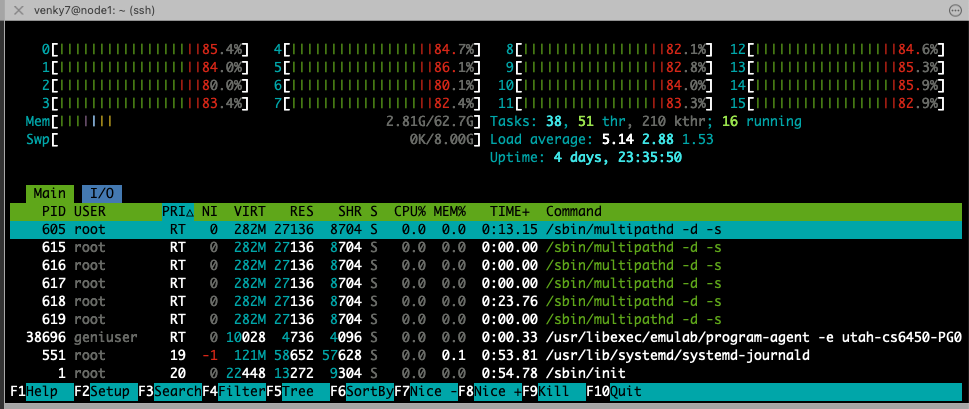 venky7@node1: ~ (ssh)
0[||||||||||||||||||85.4%] 4[||||||||||||||||||84.7%] 8[||||||||||||||||||82.1%] 12[||||||||||||||||||84.6%]
1[||||||||||||||||||84.0%] 5[||||||||||||||||||86.1%] 9[||||||||||||||||||82.8%] 13[||||||||||||||||||85.3%]
2[||||||||||||||||||80.0%] 6[||||||||||||||||||80.1%] 10[||||||||||||||||||84.0%] 14[||||||||||||||||||85.9%]
3[||||||||||||||||||83.4%] 7[||||||||||||||||||82.4%] 11[||||||||||||||||||83.3%] 15[||||||||||||||||||82.9%]
Mem[||||||| 2.81G/62.7G] Tasks: 38, 51 thr, 210 kthr; 16 running
Swp[ 0K/8.00G] Load average: 5.14 2.88 1.53
Uptime: 4 days, 23:35:50
Main I/O
PID USER PRI△ NI VIRT RES SHR S CPU% MEM% TIME+ Command
605 root RT 0 282M 27136 8704 S 0.0 0.0 0:13.15 /sbin/multipathd -d -s
615 root RT 0 282M 27136 8704 S 0.0 0.0 0:00.00 /sbin/multipathd -d -s
616 root RT 0 282M 27136 8704 S 0.0 0.0 0:00.00 /sbin/multipathd -d -s
617 root RT 0 282M 27136 8704 S 0.0 0.0 0:00.00 /sbin/multipathd -d -s
618 root RT 0 282M 27136 8704 S 0.0 0.0 0:23.76 /sbin/multipathd -d -s
619 root RT 0 282M 27136 8704 S 0.0 0.0 0:00.00 /sbin/multipathd -d -s
38696 geniuser RT 0 10028 4736 4096 S 0.0 0.0 0:00.33 /usr/libexec/emulab/program-agent -e utah-cs6450-PG0
551 root 19 -1 121M 58652 57628 S 0.0 0.1 0:53.81 /usr/lib/systemd/systemd-journald
1 root 20 0 22448 13272 9304 S 0.0 0.0 0:54.78 /sbin/init
F1Help F2Setup F3SearchF4FilterF5Tree F6SortByF7Nice -F8Nice +F9Kill F10Quit